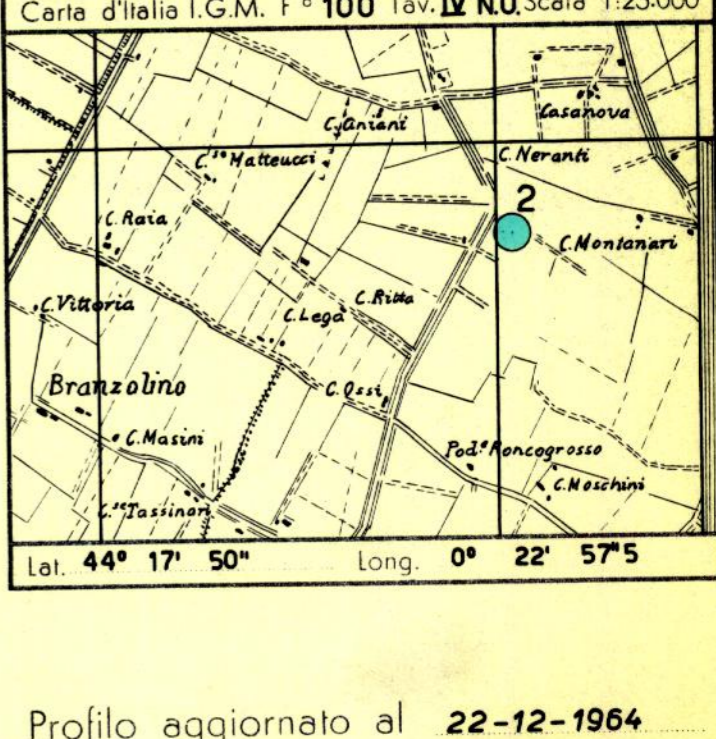 Carta d'Italia I.G.M. F° 100 Tav. IV N.O. Scala 1:25.000
Casanova
C. Aniani
C.se Matteucci
C. Neranti
2
C. Raia
C. Montanari
C. Vittoria
C. Ritta
C. Lega
Branzolino
C. Ossi
C. Masini
Pod.e Roncogrosso
C. Moschini
C.se Tassinari
Lat. 44° 17' 50" Long. 0° 22' 57"5
Profilo aggiornato al 22-12-1964